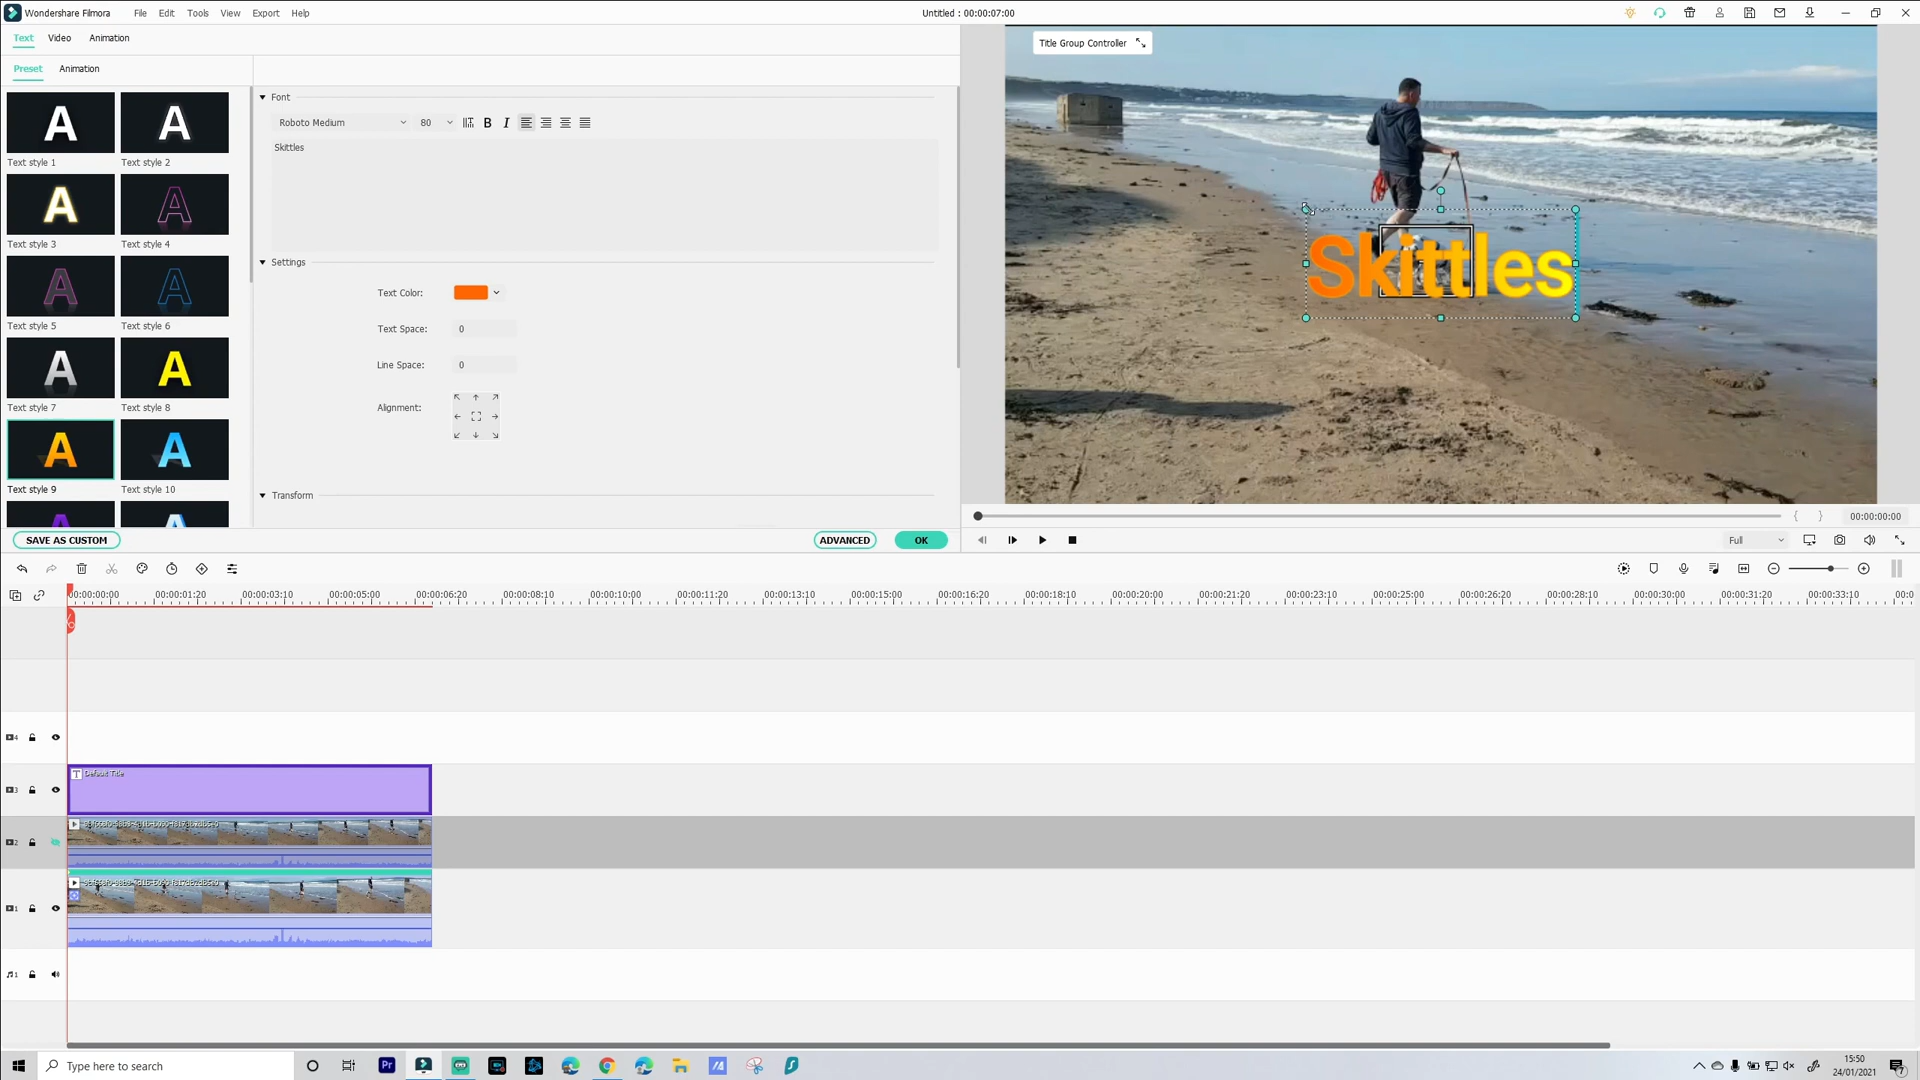 Wondershare Filmora
File Edit Tools View Export Help
Untitled : 00:00:07:00
Text Video Animation
Preset Animation
Title Group Controller
Font
Roboto Medium 80 B I
Skittles
Text style 1 Text style 2
Text style 3 Text style 4
Text style 5 Text style 6
Text style 7 Text style 8
Text style 9 Text style 10
Settings
Text Color:
Text Space: 0
Line Space: 0
Alignment:
Transform
Skittles
SAVE AS CUSTOM ADVANCED OK
{ } 00:00:00:00
Full
00:00:00:00 00:00:01:20 00:00:03:10 00:00:05:00 00:00:06:20 00:00:08:10 00:00:10:00 00:00:11:20 00:00:13:10 00:00:15:00 00:00:16:20 00:00:18:10 00:00:20:00 00:00:21:20 00:00:23:10 00:00:25:00 00:00:26:20 00:00:28:10 00:00:30:00 00:00:31:20 00:00:33:10 00:0
4
3 T Default Title
2
1
1
Type here to search
Pr
15:50
24/01/2021